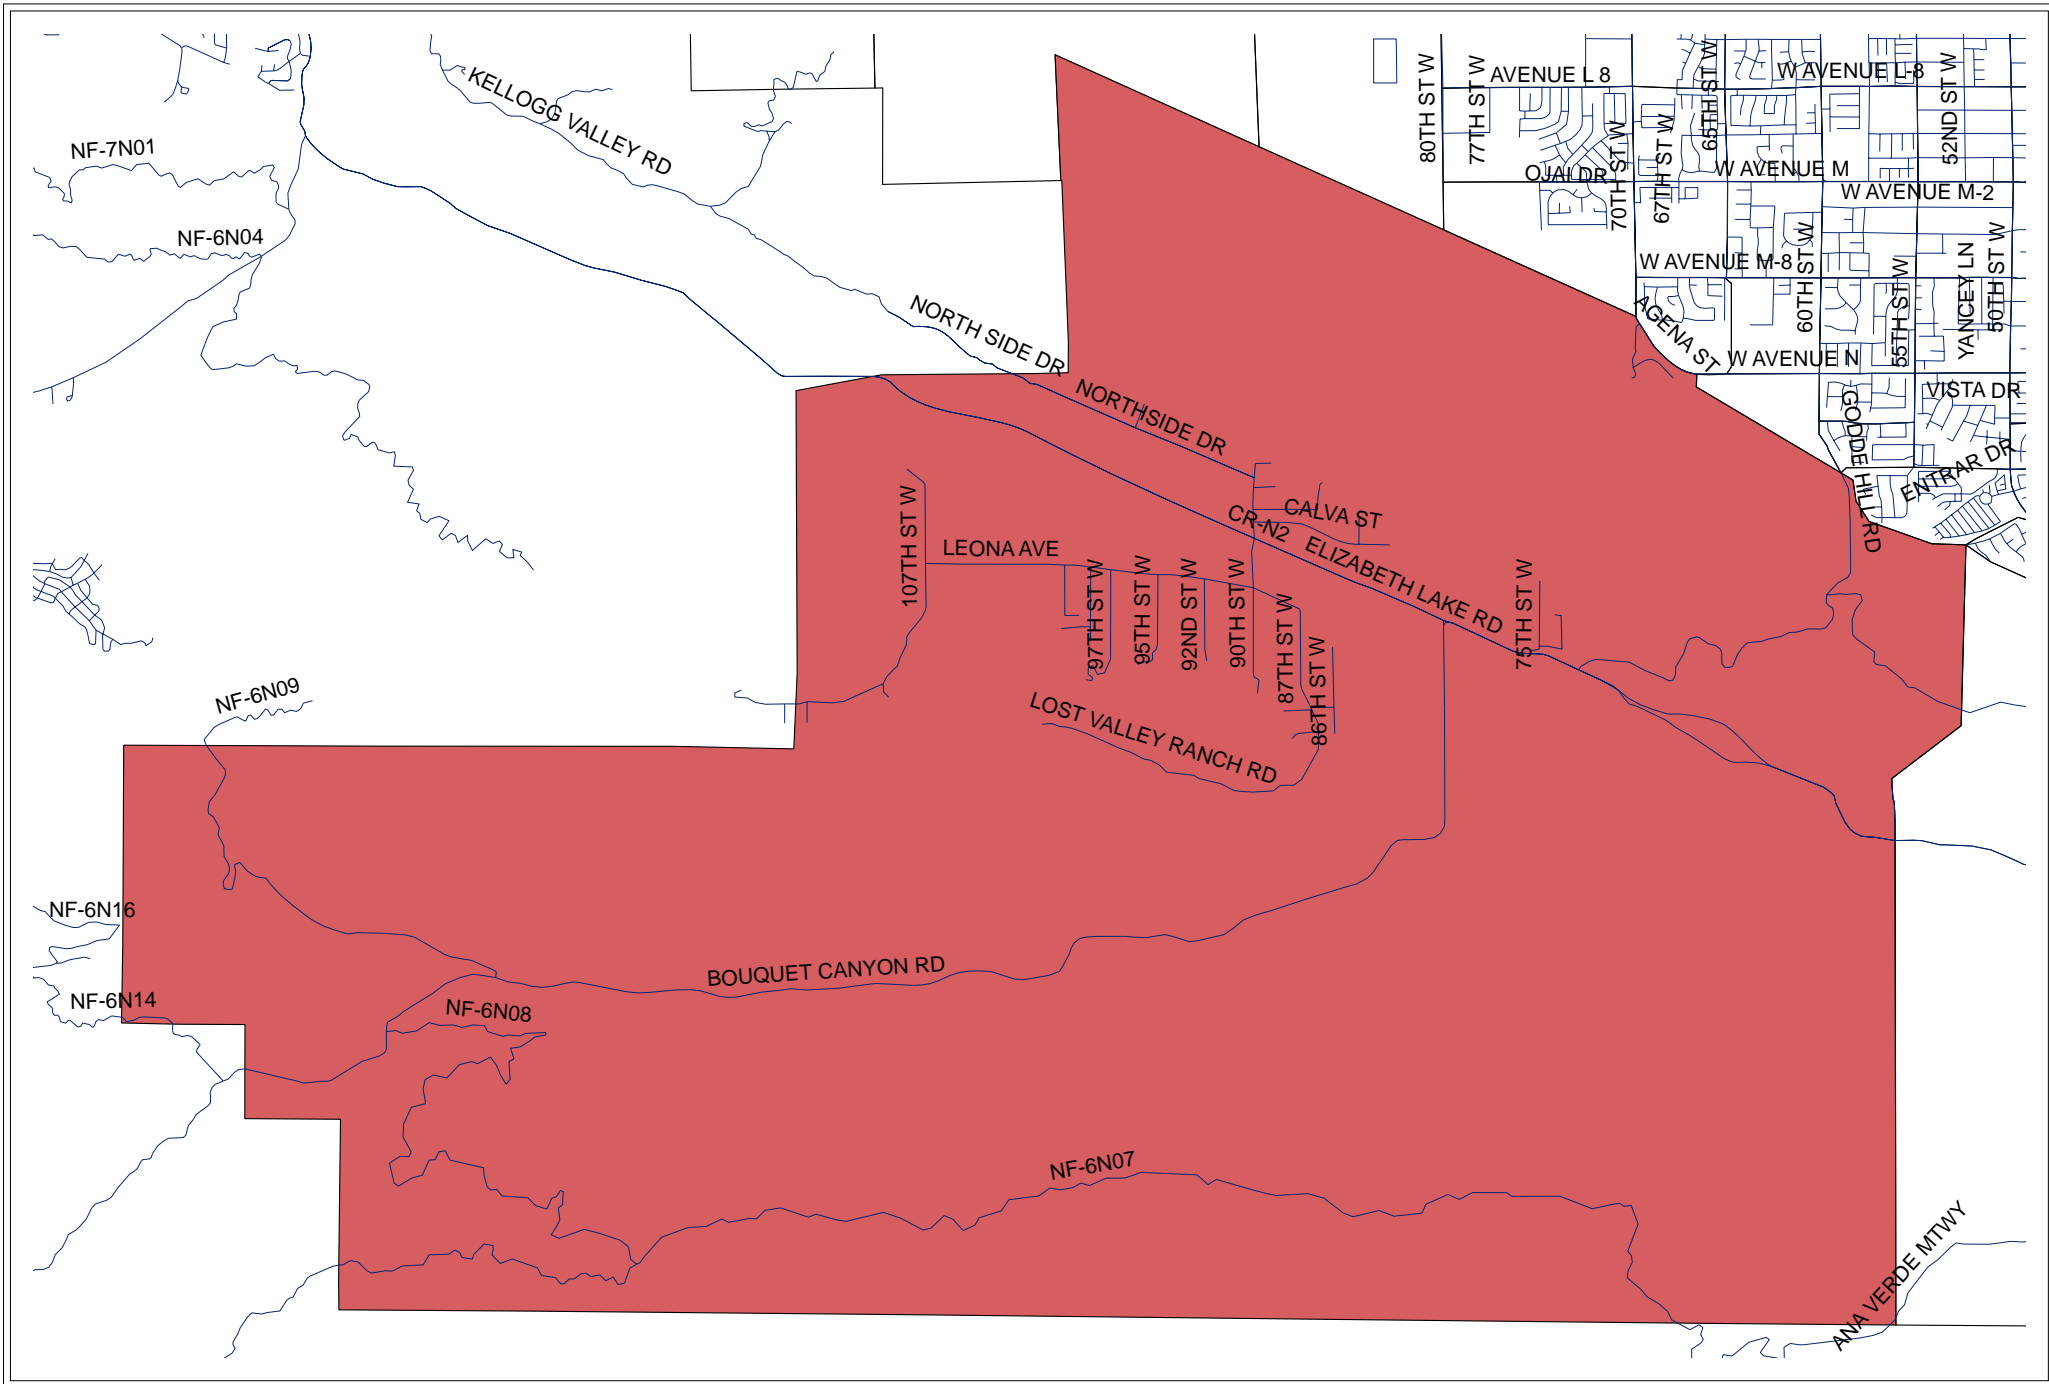 AVENUE L 8
W AVENUE L-8
80TH ST W
77TH ST W
65TH ST W
52ND ST W
KELLOGG VALLEY RD
NF-7N01
70TH ST W
67TH ST W
OJAI DR
W AVENUE M
W AVENUE M-2
NF-6N04
W AVENUE M-8
60TH ST W
55TH ST W
YANCEY LN
50TH ST W
NORTH SIDE DR
AGENA ST
W AVENUE N
NORTHSIDE DR
VISTA DR
GODDE HILL RD
ENTRAR DR
107TH ST W
CALVA ST
CR-N2
ELIZABETH LAKE RD
LEONA AVE
97TH ST W
95TH ST W
92ND ST W
90TH ST W
87TH ST W
86TH ST W
75TH ST W
NF-6N09
LOST VALLEY RANCH RD
NF-6N16
BOUQUET CANYON RD
NF-6N14
NF-6N08
NF-6N07
ANA VERDE MTWY